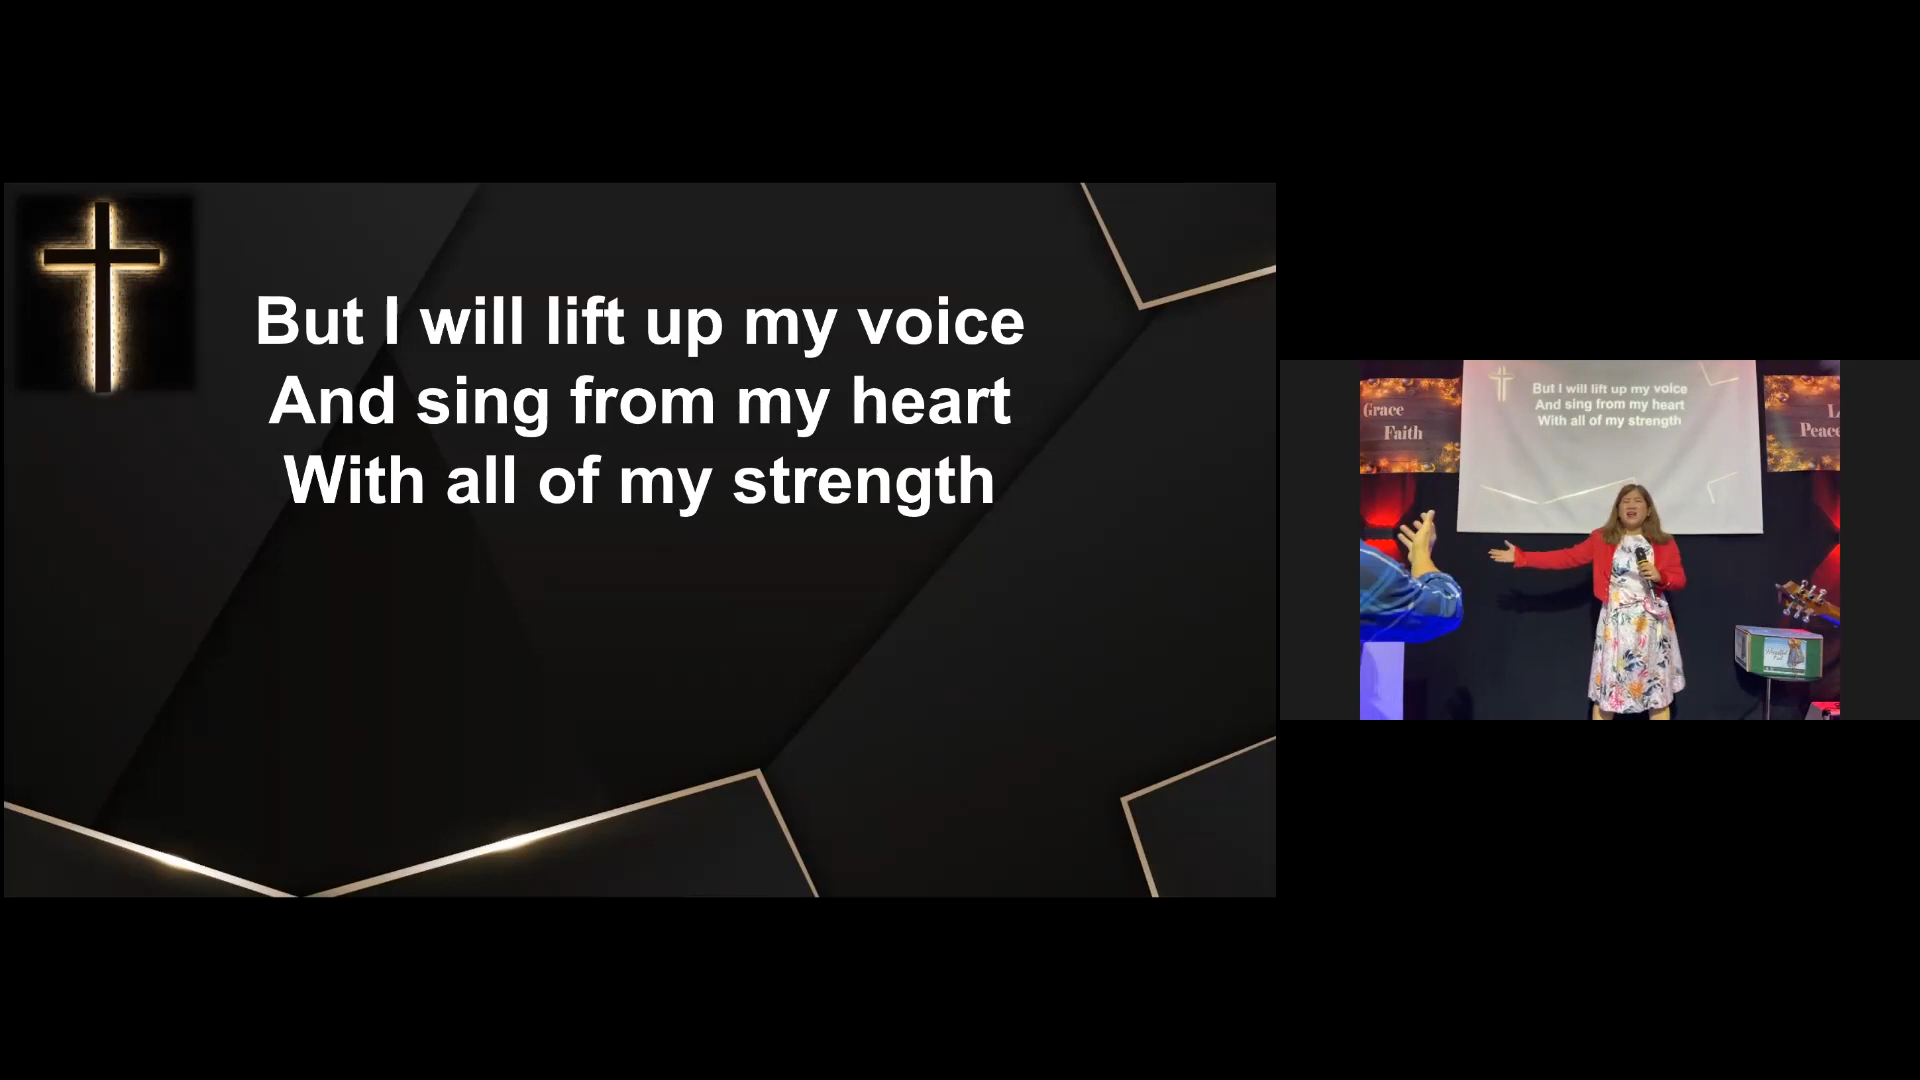 But I will lift up my voice
And sing from my heart
With all of my strength
Grace
Faith
But I will lift up my voice
And sing from my heart
With all of my strength